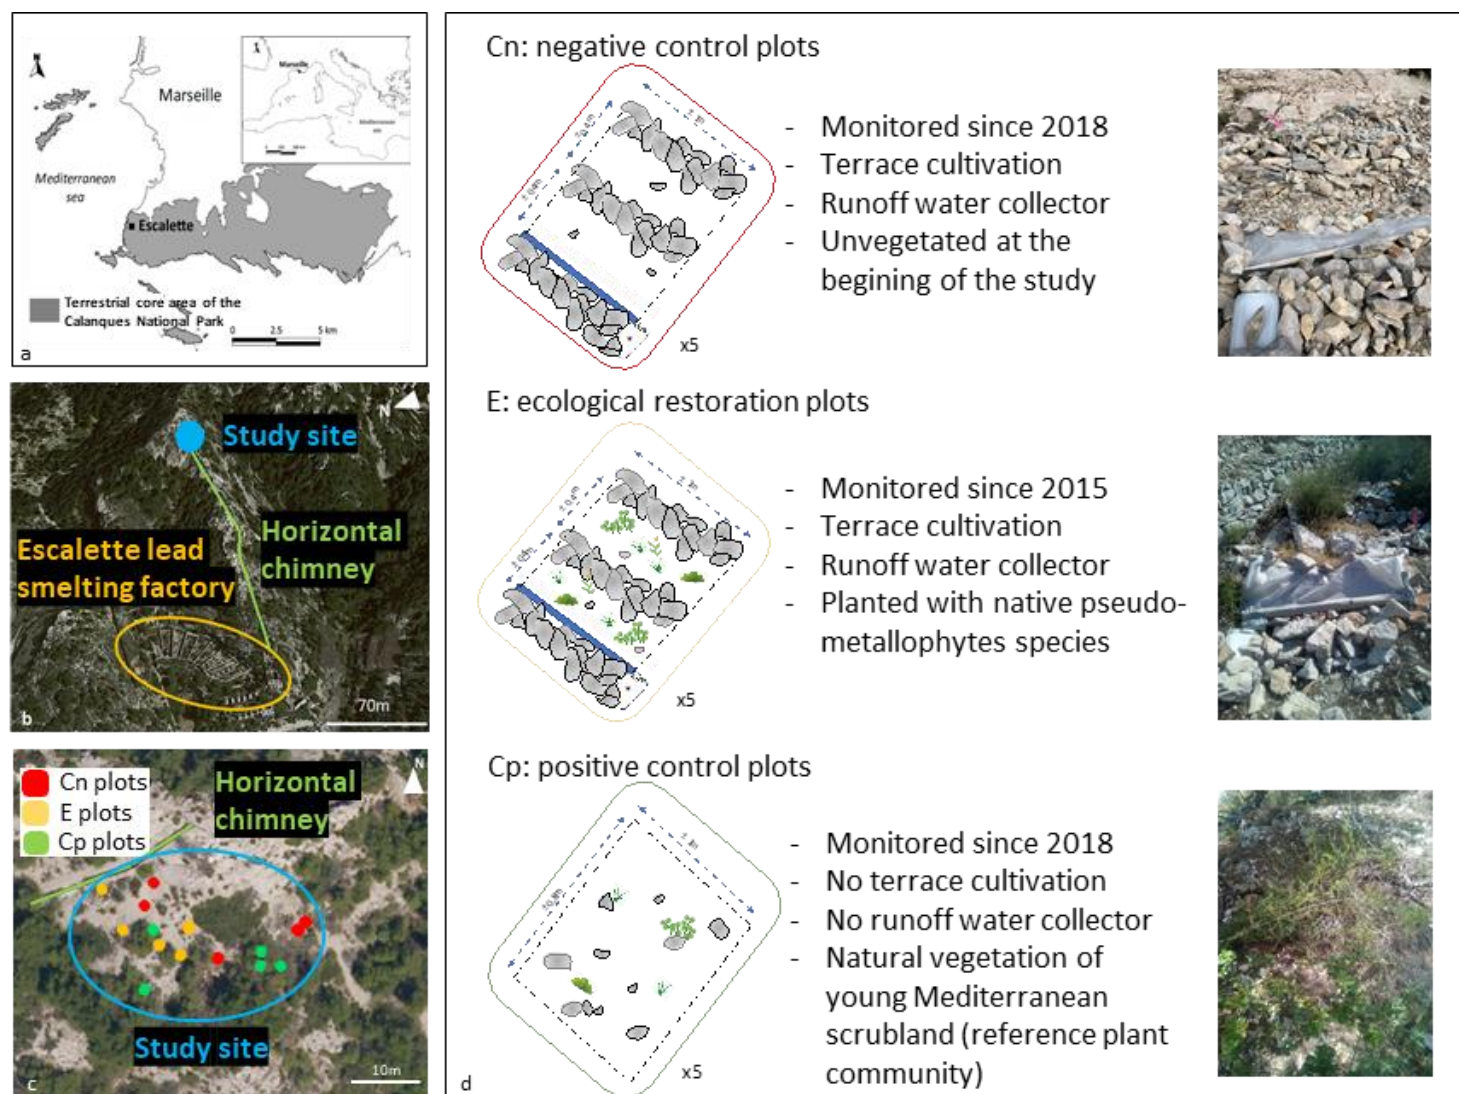 N
Marseille
Marseille
Mediterranean
sea
Mediterranean
sea
Escalette
Terrestrial core area of the
Calanques National Park
0 2.5 5 km
a
N
Study site
Horizontal
chimney
Escalette lead
smelting factory
70m
b
Cn plots
E plots
Cp plots
Horizontal
chimney
N
Study site
10m
c
Cn: negative control plots
- Monitored since 2018
- Terrace cultivation
- Runoff water collector
- Unvegetated at the
begining of the study
x5
E: ecological restoration plots
- Monitored since 2015
- Terrace cultivation
- Runoff water collector
- Planted with native pseudo-
metallophytes species
x5
Cp: positive control plots
- Monitored since 2018
- No terrace cultivation
- No runoff water collector
- Natural vegetation of
young Mediterranean
scrubland (reference plant
community)
x5
d